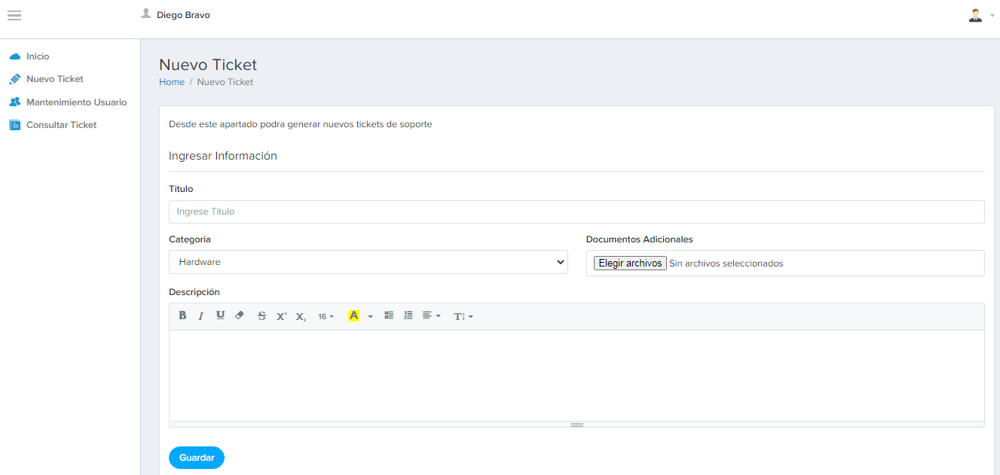 Diego Bravo
Inicio
Nuevo Ticket
Mantenimiento Usuario
Consultar Ticket
Nuevo Ticket
Home / Nuevo Ticket
Desde este apartado podra generar nuevos tickets de soporte
Ingresar Información
Titulo
Ingrese Titulo
Categoria
Documentos Adicionales
Hardware
Elegir archivos Sin archivos seleccionados
Descripción
B I U S X² X₂ 16 A T
Guardar